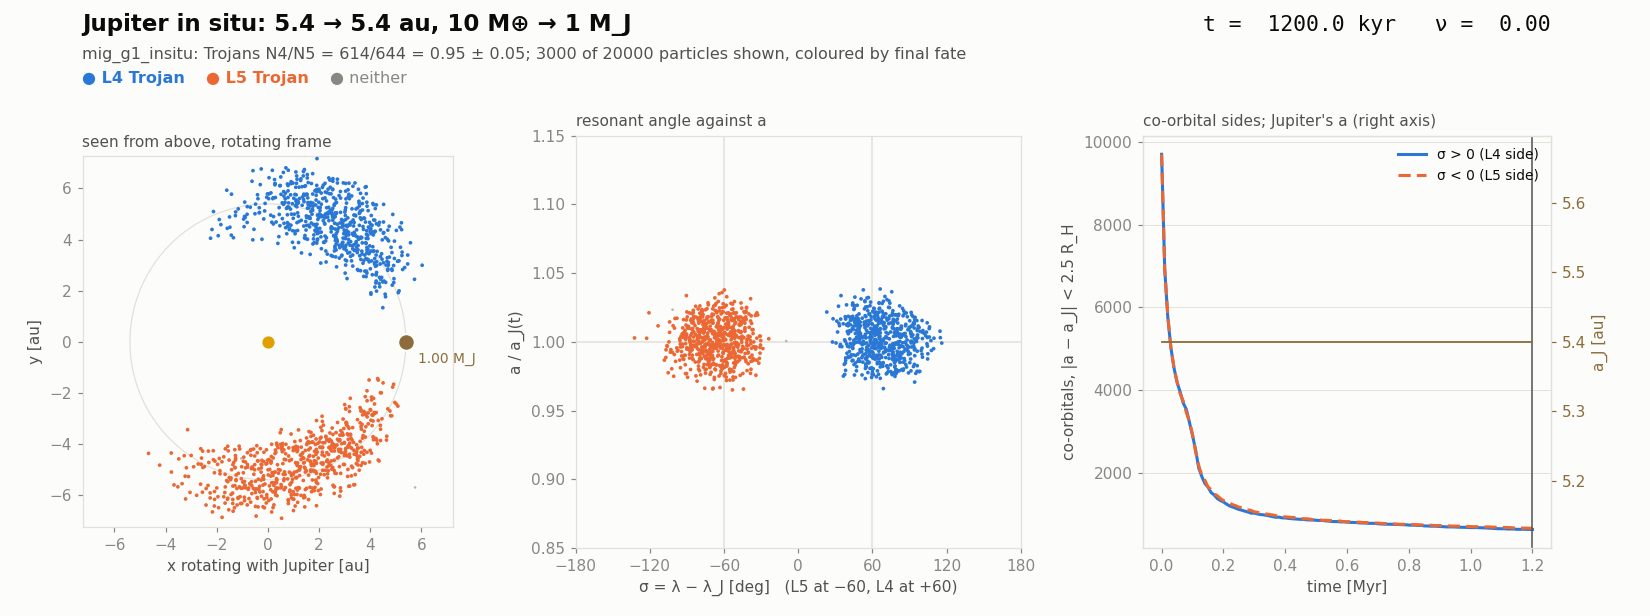 Jupiter in situ: 5.4 → 5.4 au, 10 M⊕ → 1 M_J
t =  1200.0 kyr   ν =  0.00
mig_g1_insitu: Trojans N4/N5 = 614/644 = 0.95 ± 0.05; 3000 of 20000 particles shown, coloured by final fate
L4 Trojan   L5 Trojan   neither
seen from above, rotating frame
6
4
2
0
−2
−4
−6
y [au]
1.00 M_J
−6 −4 −2 0 2 4 6
x rotating with Jupiter [au]
resonant angle against a
1.15
1.10
1.05
1.00
0.95
0.90
0.85
a / a_J(t)
−180 −120 −60 0 60 120 180
σ = λ − λ_J [deg]   (L5 at −60, L4 at +60)
co-orbital sides; Jupiter's a (right axis)
10000
8000
6000
4000
2000
co-orbitals, |a − a_J| < 2.5 R_H
σ > 0 (L4 side)
σ < 0 (L5 side)
5.6
5.5
5.4
5.3
5.2
a_J [au]
0.0 0.2 0.4 0.6 0.8 1.0 1.2
time [Myr]